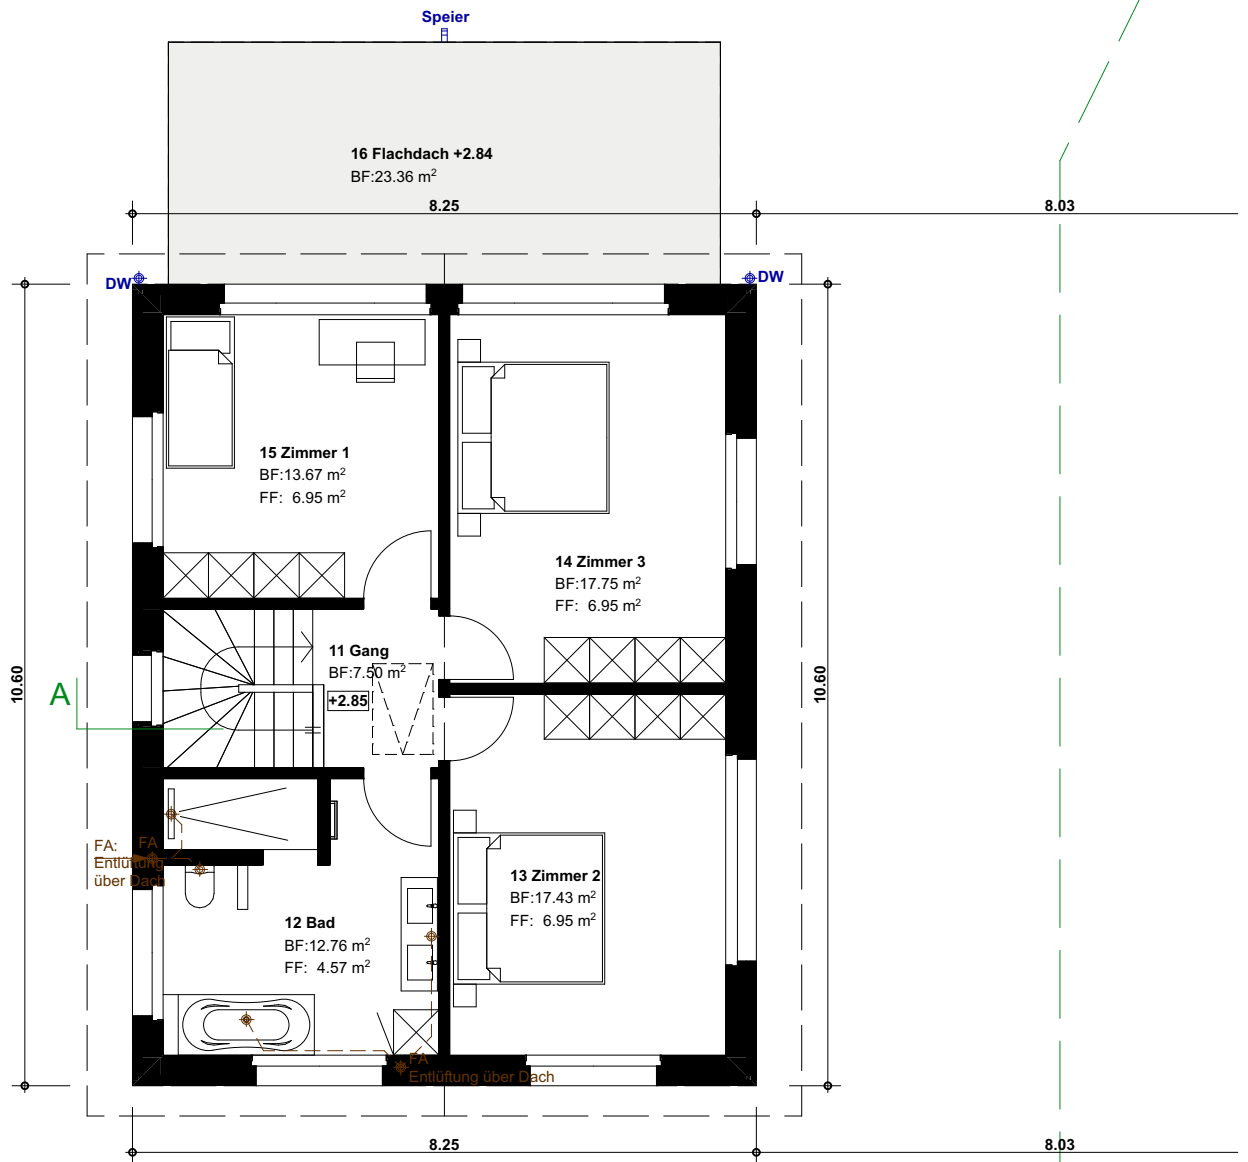 Speier
16 Flachdach +2.84
BF:23.36 m²
8.25
8.03
DW
DW
15 Zimmer 1
BF:13.67 m²
FF: 6.95 m²
14 Zimmer 3
BF:17.75 m²
FF: 6.95 m²
11 Gang
BF:7.50 m²
+2.85
10.60
10.60
A
FA: FA
Entlüftung
über Dach
13 Zimmer 2
BF:17.43 m²
FF: 6.95 m²
12 Bad
BF:12.76 m²
FF: 4.57 m²
FA
Entlüftung über Dach
8.25
8.03